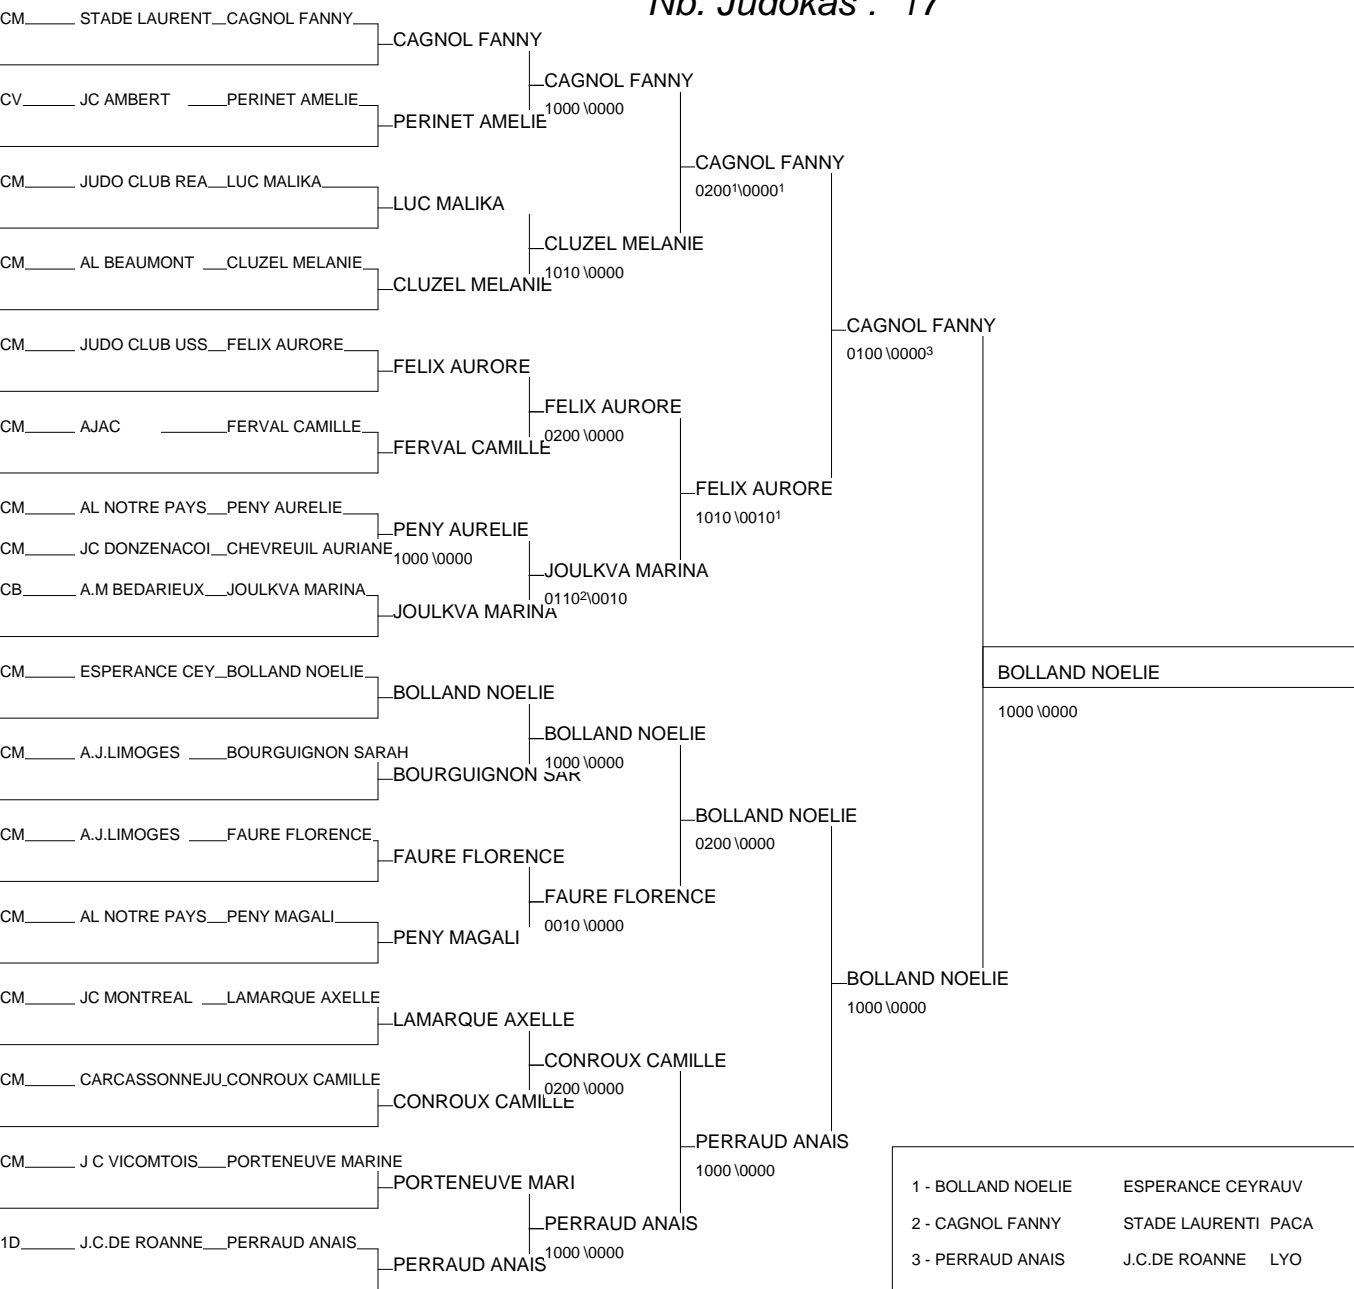 Nb. Judokas : 17
CM STADE LAURENT CAGNOL FANNY
CAGNOL FANNY
CAGNOL FANNY
1000 \0000
CV JC AMBERT PERINET AMELIE
PERINET AMELIE
CAGNOL FANNY
0200¹\0000¹
CM JUDO CLUB REA LUC MALIKA
LUC MALIKA
CLUZEL MELANIE
1010 \0000
CM AL BEAUMONT CLUZEL MELANIE
CLUZEL MELANIE
CAGNOL FANNY
0100 \0000³
CM JUDO CLUB USS FELIX AURORE
FELIX AURORE
FELIX AURORE
0200 \0000
CM AJAC FERVAL CAMILLE
FERVAL CAMILLE
FELIX AURORE
1010 \0010¹
CM AL NOTRE PAYS PENY AURELIE
PENY AURELIE
1000 \0000
CM JC DONZENACOI CHEVREUIL AURIANE
JOULKVA MARINA
0110²\0010
CB A.M BEDARIEUX JOULKVA MARINA
JOULKVA MARINA
BOLLAND NOELIE
1000 \0000
CM ESPERANCE CEY BOLLAND NOELIE
BOLLAND NOELIE
BOLLAND NOELIE
1000 \0000
CM A.J.LIMOGES BOURGUIGNON SARAH
BOURGUIGNON SAR
BOLLAND NOELIE
0200 \0000
CM A.J.LIMOGES FAURE FLORENCE
FAURE FLORENCE
FAURE FLORENCE
0010 \0000
CM AL NOTRE PAYS PENY MAGALI
PENY MAGALI
BOLLAND NOELIE
1000 \0000
CM JC MONTREAL LAMARQUE AXELLE
LAMARQUE AXELLE
CONROUX CAMILLE
0200 \0000
CM CARCASSONNEJU CONROUX CAMILLE
CONROUX CAMILLE
PERRAUD ANAIS
1000 \0000
CM J C VICOMTOIS PORTENEUVE MARINE
PORTENEUVE MARI
PERRAUD ANAIS
1000 \0000
1D J.C.DE ROANNE PERRAUD ANAIS
PERRAUD ANAIS
1 - BOLLAND NOELIE ESPERANCE CEYRAUV
2 - CAGNOL FANNY STADE LAURENTI PACA
3 - PERRAUD ANAIS J.C.DE ROANNE LYO